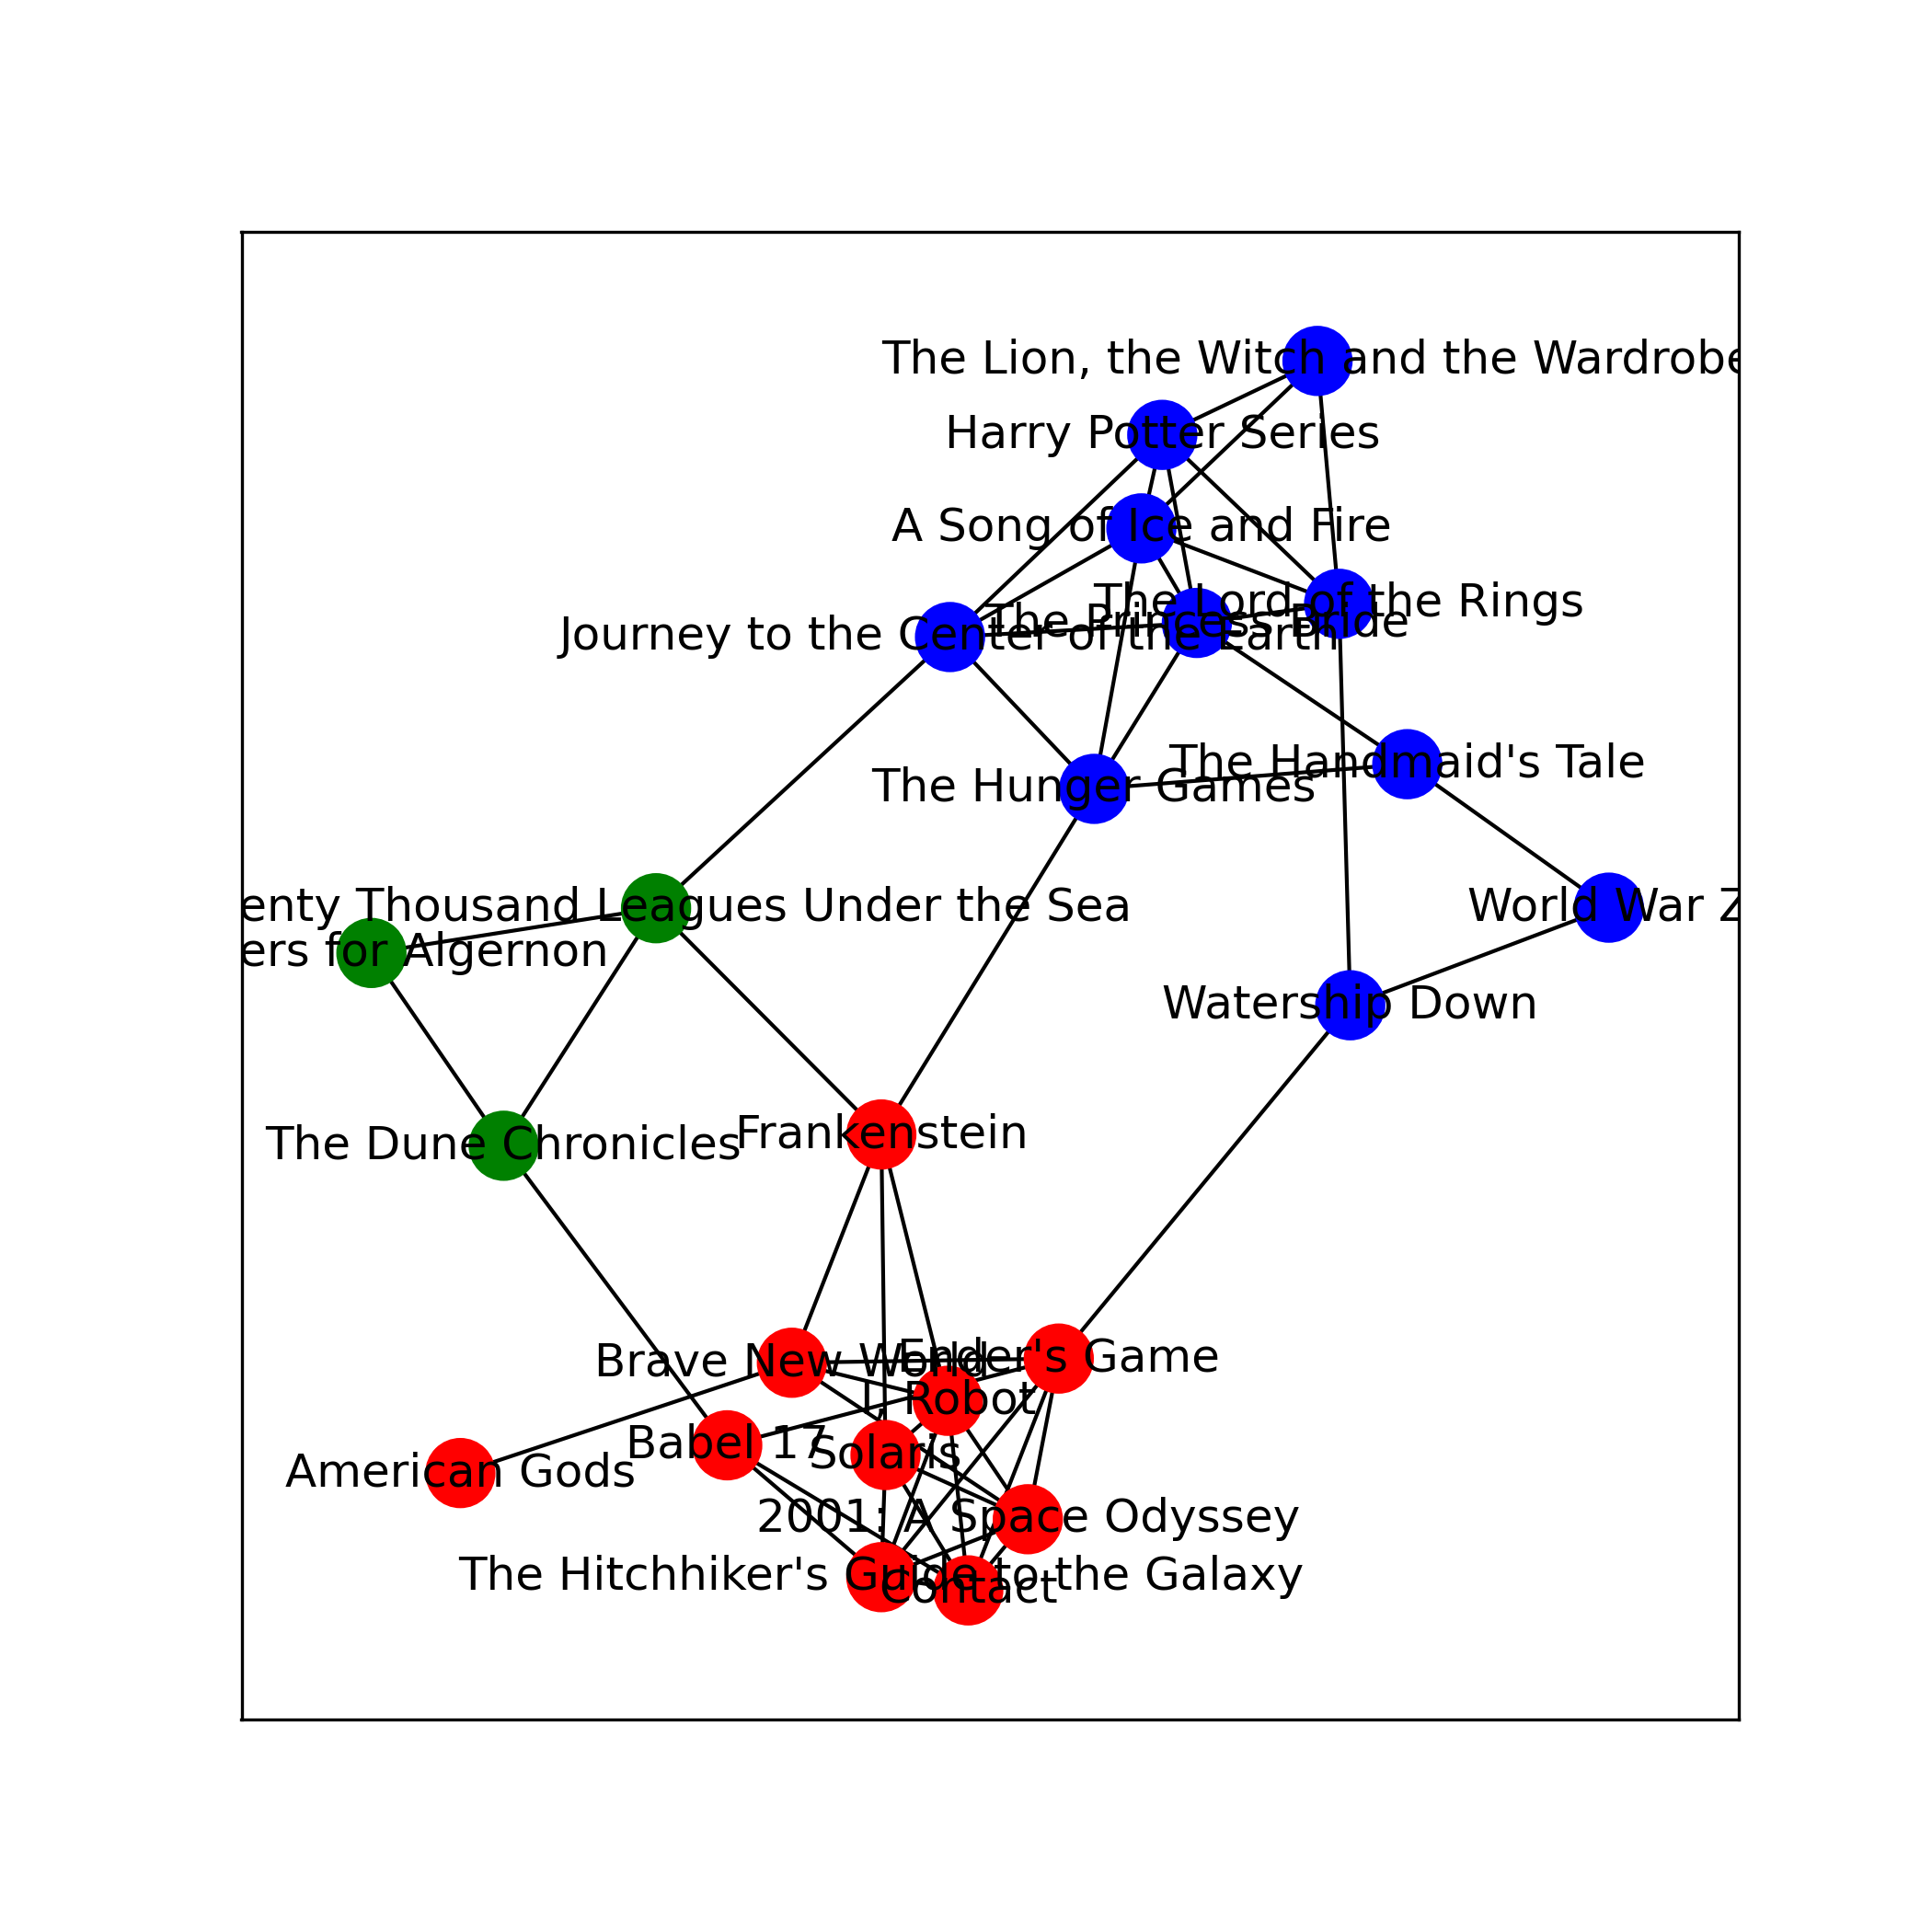 The Lion, the Witch and the Wardrobe
Harry Potter Series
A Song of Ice and Fire
The Lord of the Rings
The Princess Bride
Journey to the Center of the Earth
The Handmaid's Tale
The Hunger Games
enty Thousand Leagues Under the Sea
World War Z
ers for Algernon
Watership Down
Frankenstein
The Dune Chronicles
Ender's Game
Brave New World
I, Robot
Babel 17
Solaris
American Gods
2001: A Space Odyssey
The Hitchhiker's Guide to the Galaxy
Contact